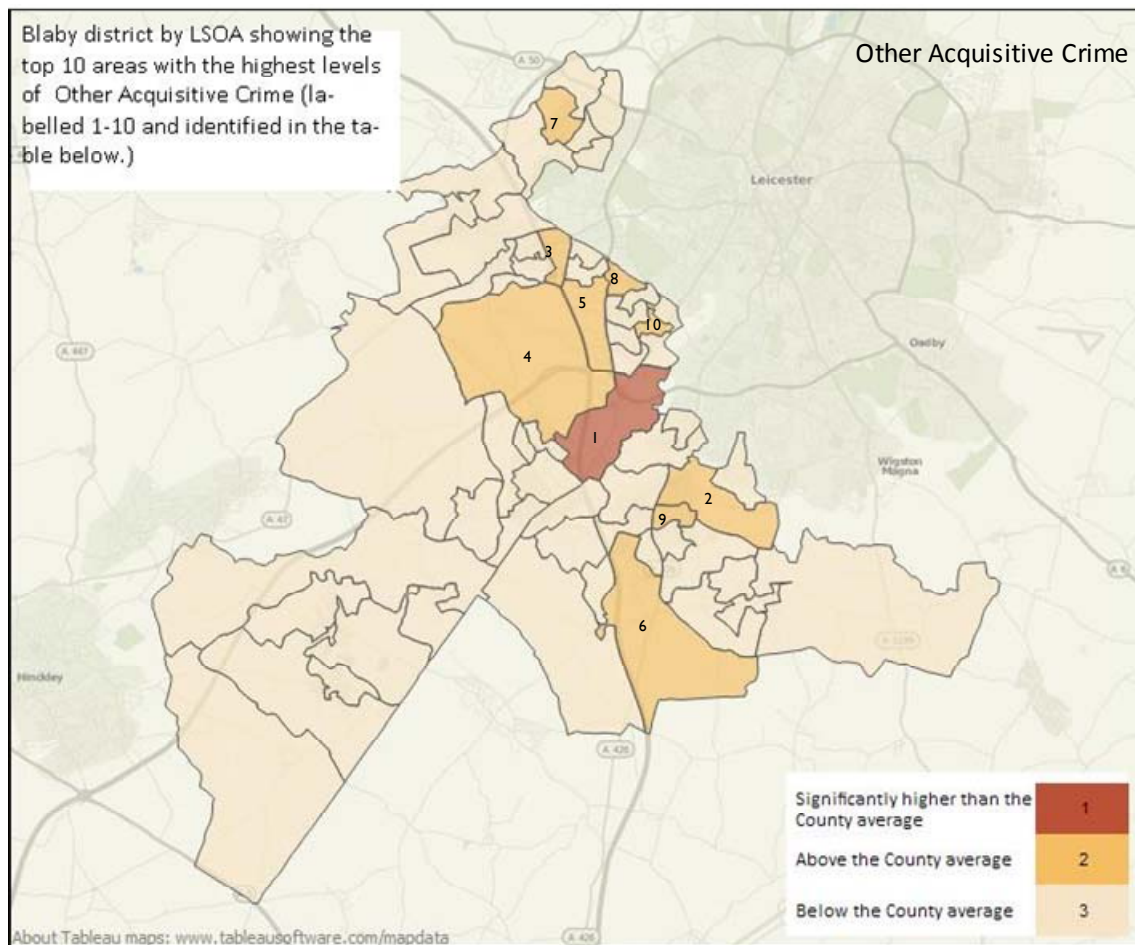 Blaby district by LSOA showing the
top 10 areas with the highest levels
of Other Acquisitive Crime (la-
belled 1-10 and identified in the ta-
ble below.)
Other Acquisitive Crime
A 50
7
Leicester
3
8
5
10
A 447
Oadby
4
1
Wigston
Magna
2
A 47
9
A 6
6
Hinckley
A 426
Significantly higher than the
County average
1
Above the County average
2
Below the County average
3
About Tableau maps: www.tableausoftware.com/mapdata
A 426